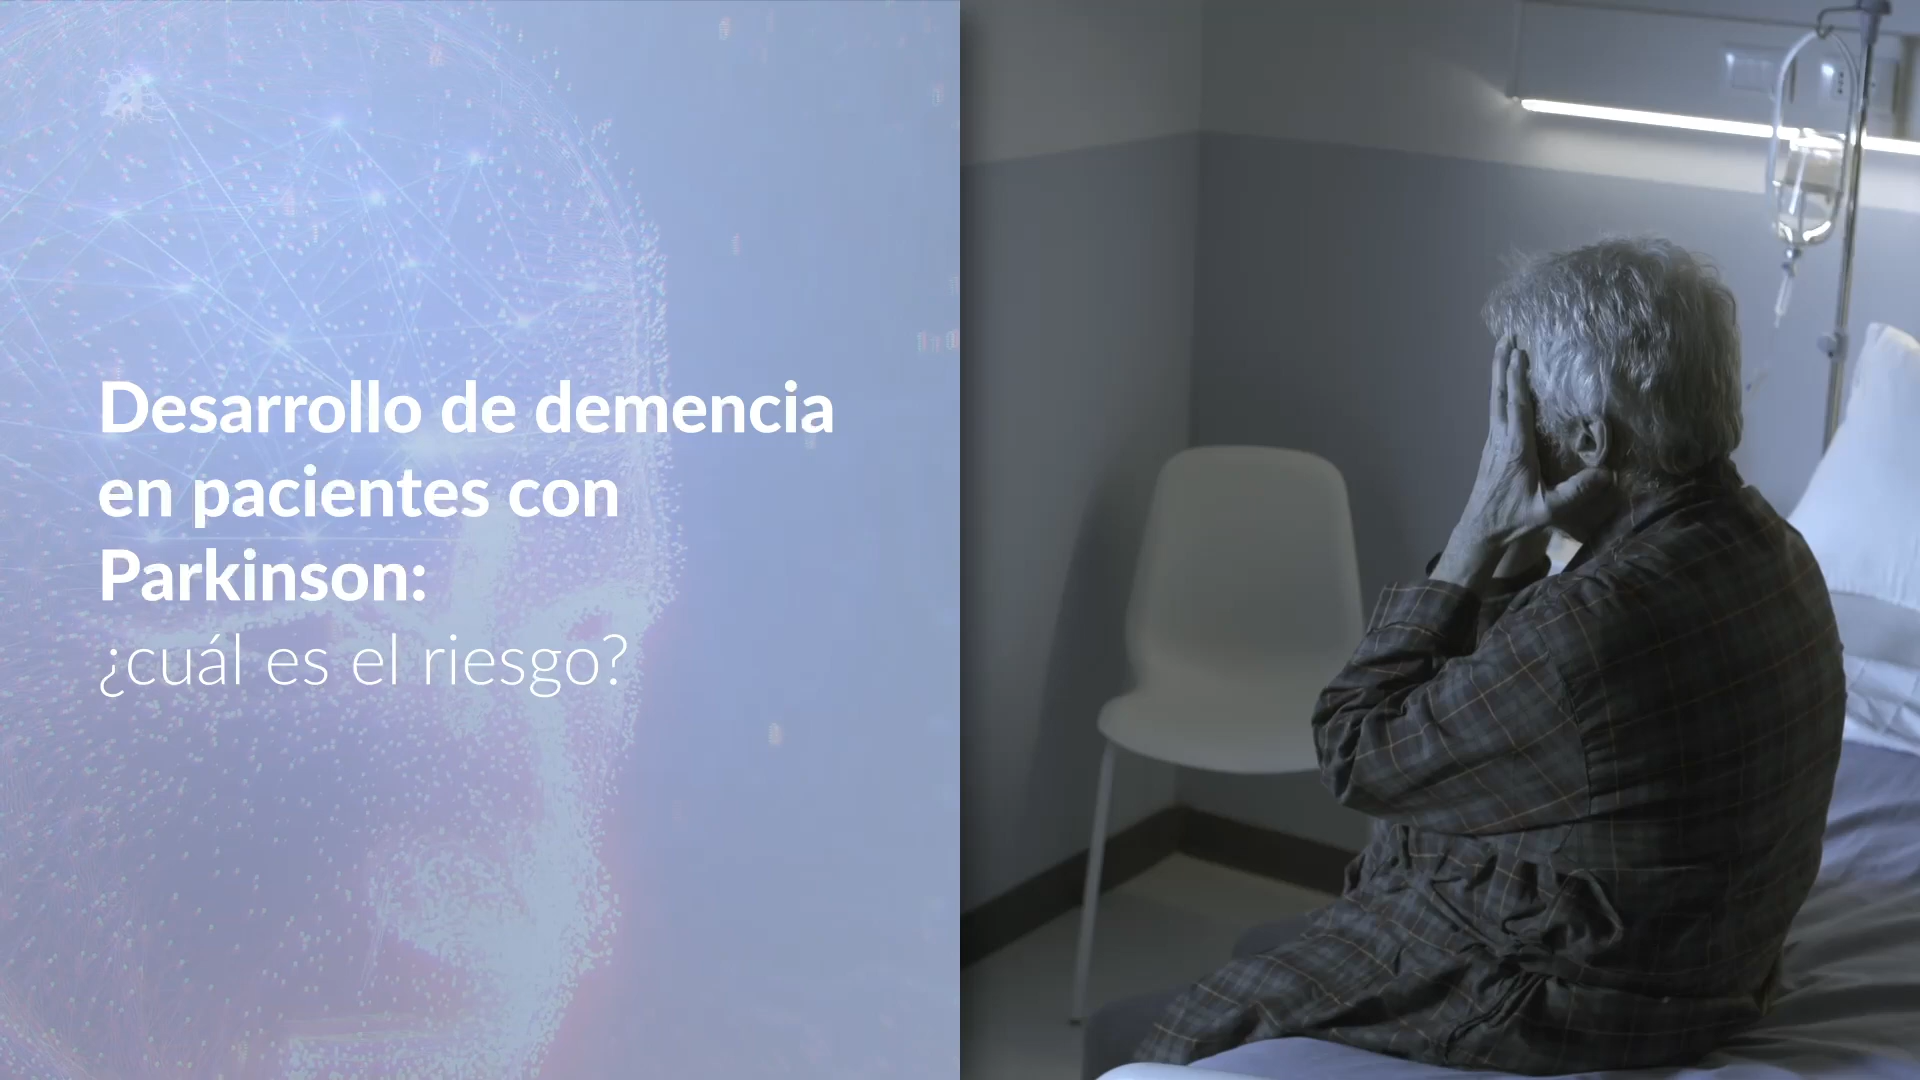 Desarrollo de demencia
en pacientes con
Parkinson:
¿cuál es el riesgo?